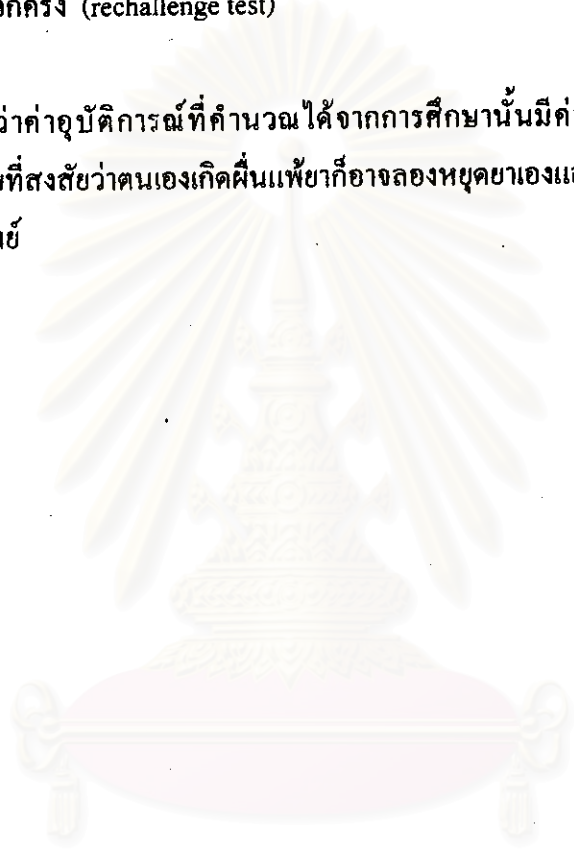 อีกครั้ง (rechallenge test)
ว่าค่าอุบัติการณ์ที่คำนวณได้จากการศึกษานั้นมีค่า
ที่สงสัยว่าตนเองเกิดผื่นแพ้ยาก็อาจลองหยุดยาเอง